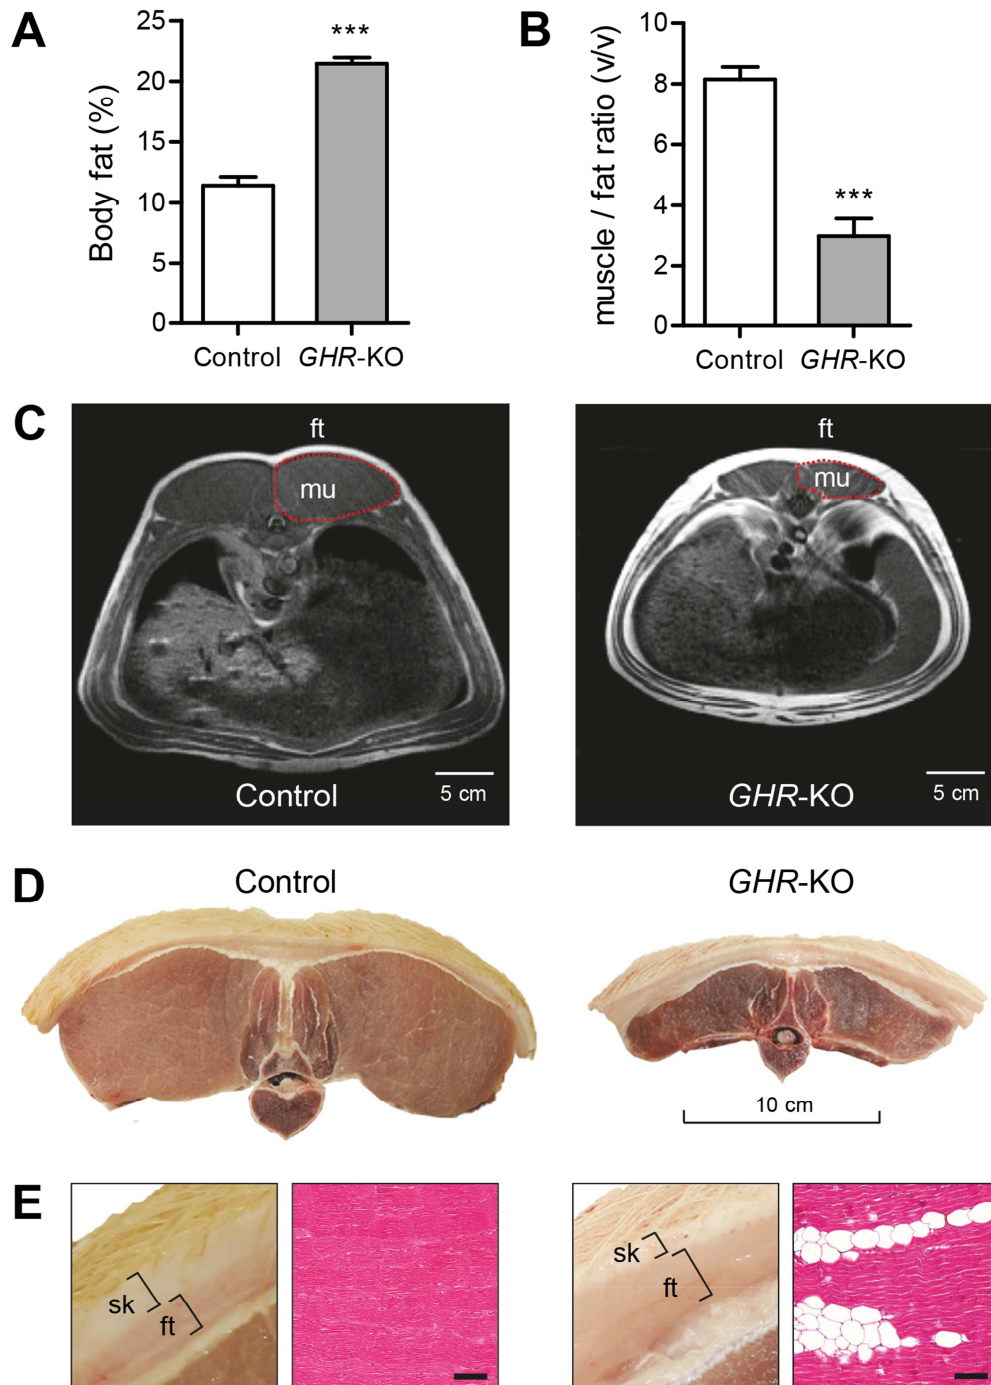 A
Body fat (%)
25
20
15
10
5
0
***
Control
GHR-KO
B
muscle / fat ratio (v/v)
10
8
6
4
2
0
***
Control
GHR-KO
C
ft
mu
Control
5 cm
ft
mu
GHR-KO
5 cm
D
Control
GHR-KO
10 cm
E
sk
ft
sk
ft